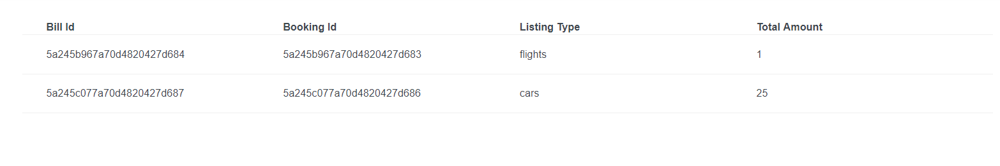 Bill Id Booking Id Listing Type Total Amount
5a245b967a70d4820427d684 5a245b967a70d4820427d683 flights 1
5a245c077a70d4820427d687 5a245c077a70d4820427d686 cars 25